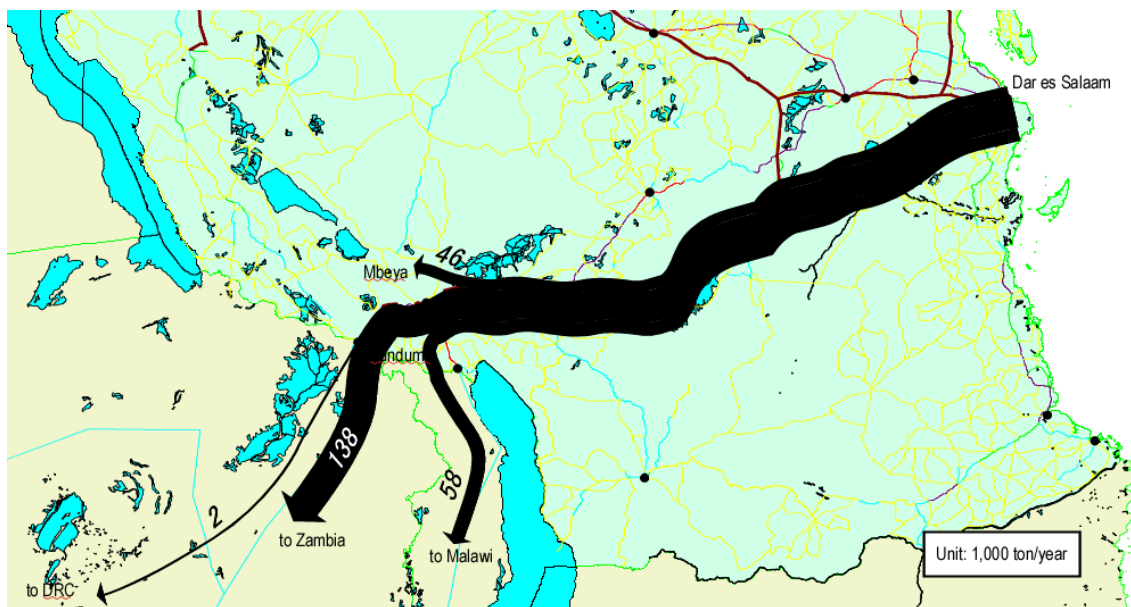 Dar es Salaam
46
Mbeya
138
58
2
to Zambia
to Malawi
to DRC
Unit: 1,000 ton/year